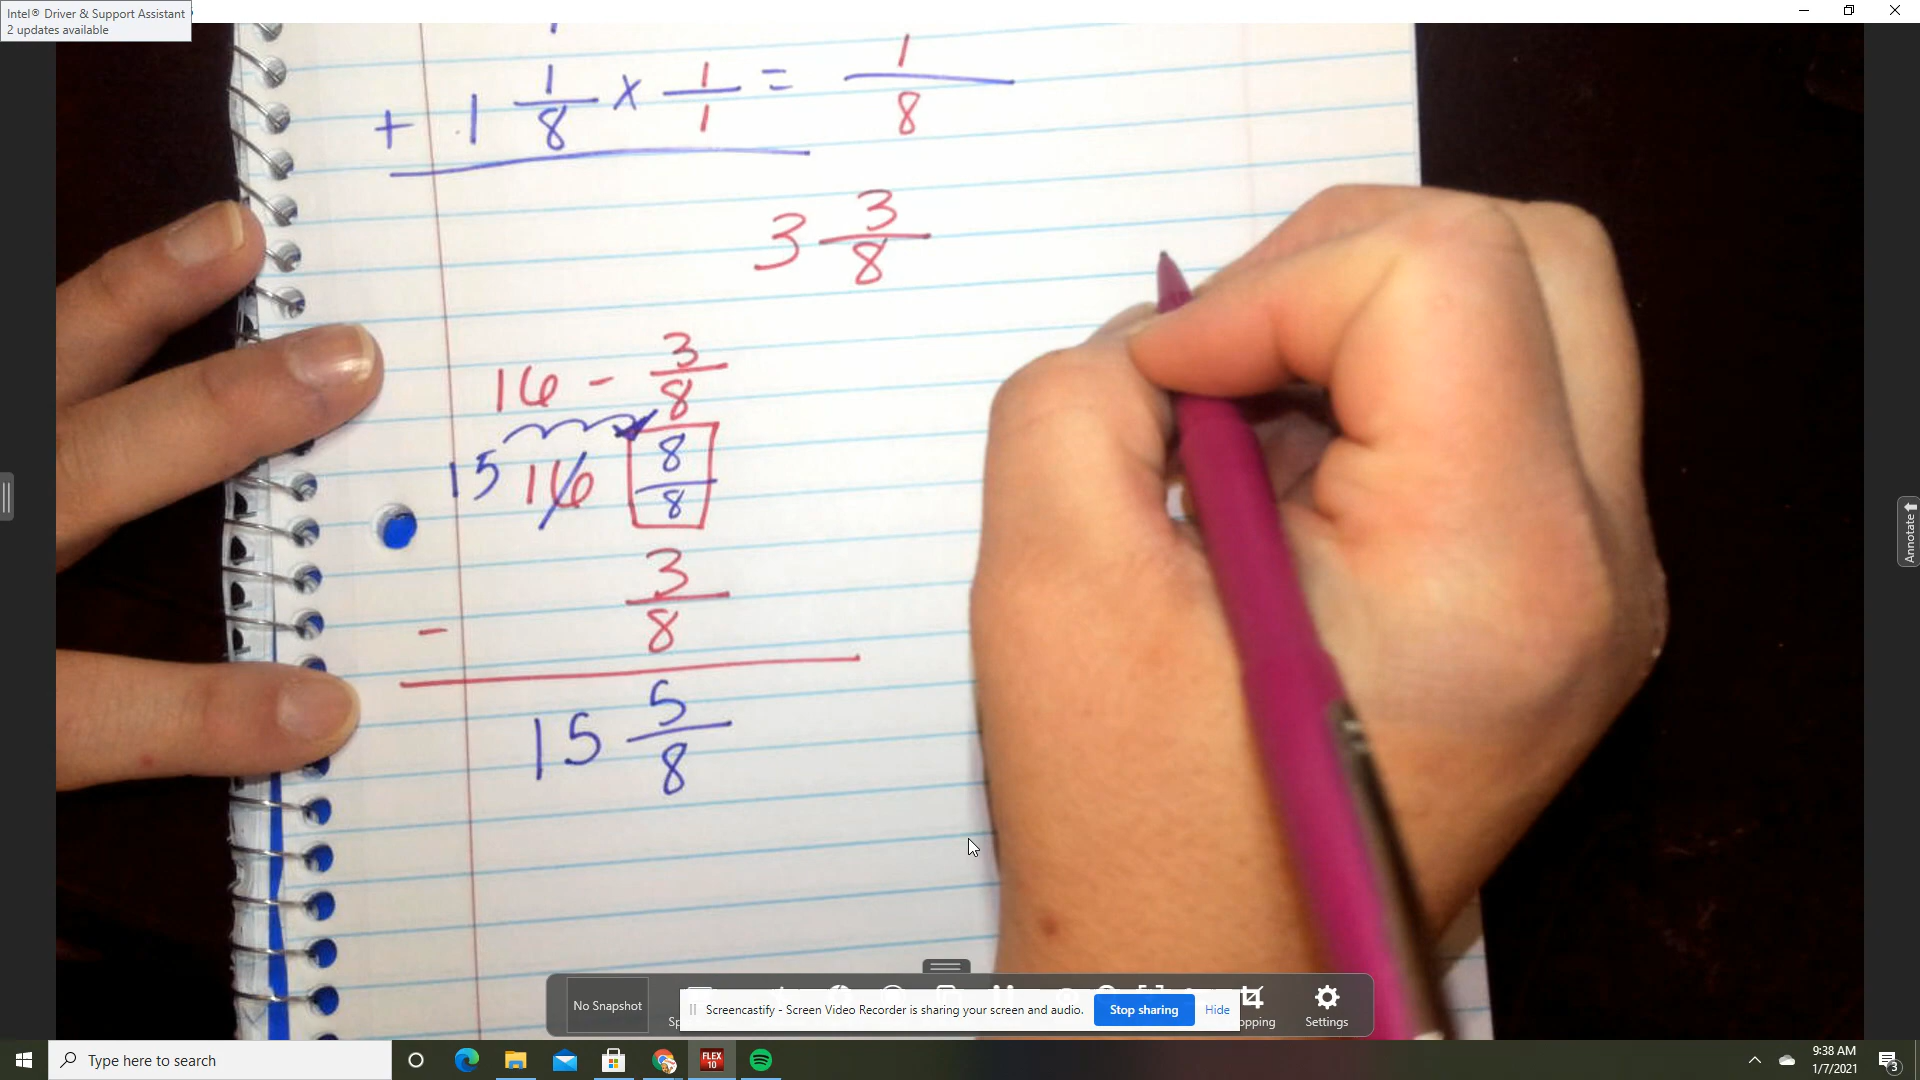 Intel® Driver & Support Assistant
2 updates available
+ 1 1/8 x 1/1 = 1/8
3 3/8
16 - 3/8
15 16 8/8
- 3/8
15 5/8
Annotate
No Snapshot
Screencastify - Screen Video Recorder is sharing your screen and audio.
Stop sharing
Hide
Settings
Type here to search
FLEX 10
9:38 AM
1/7/2021
3